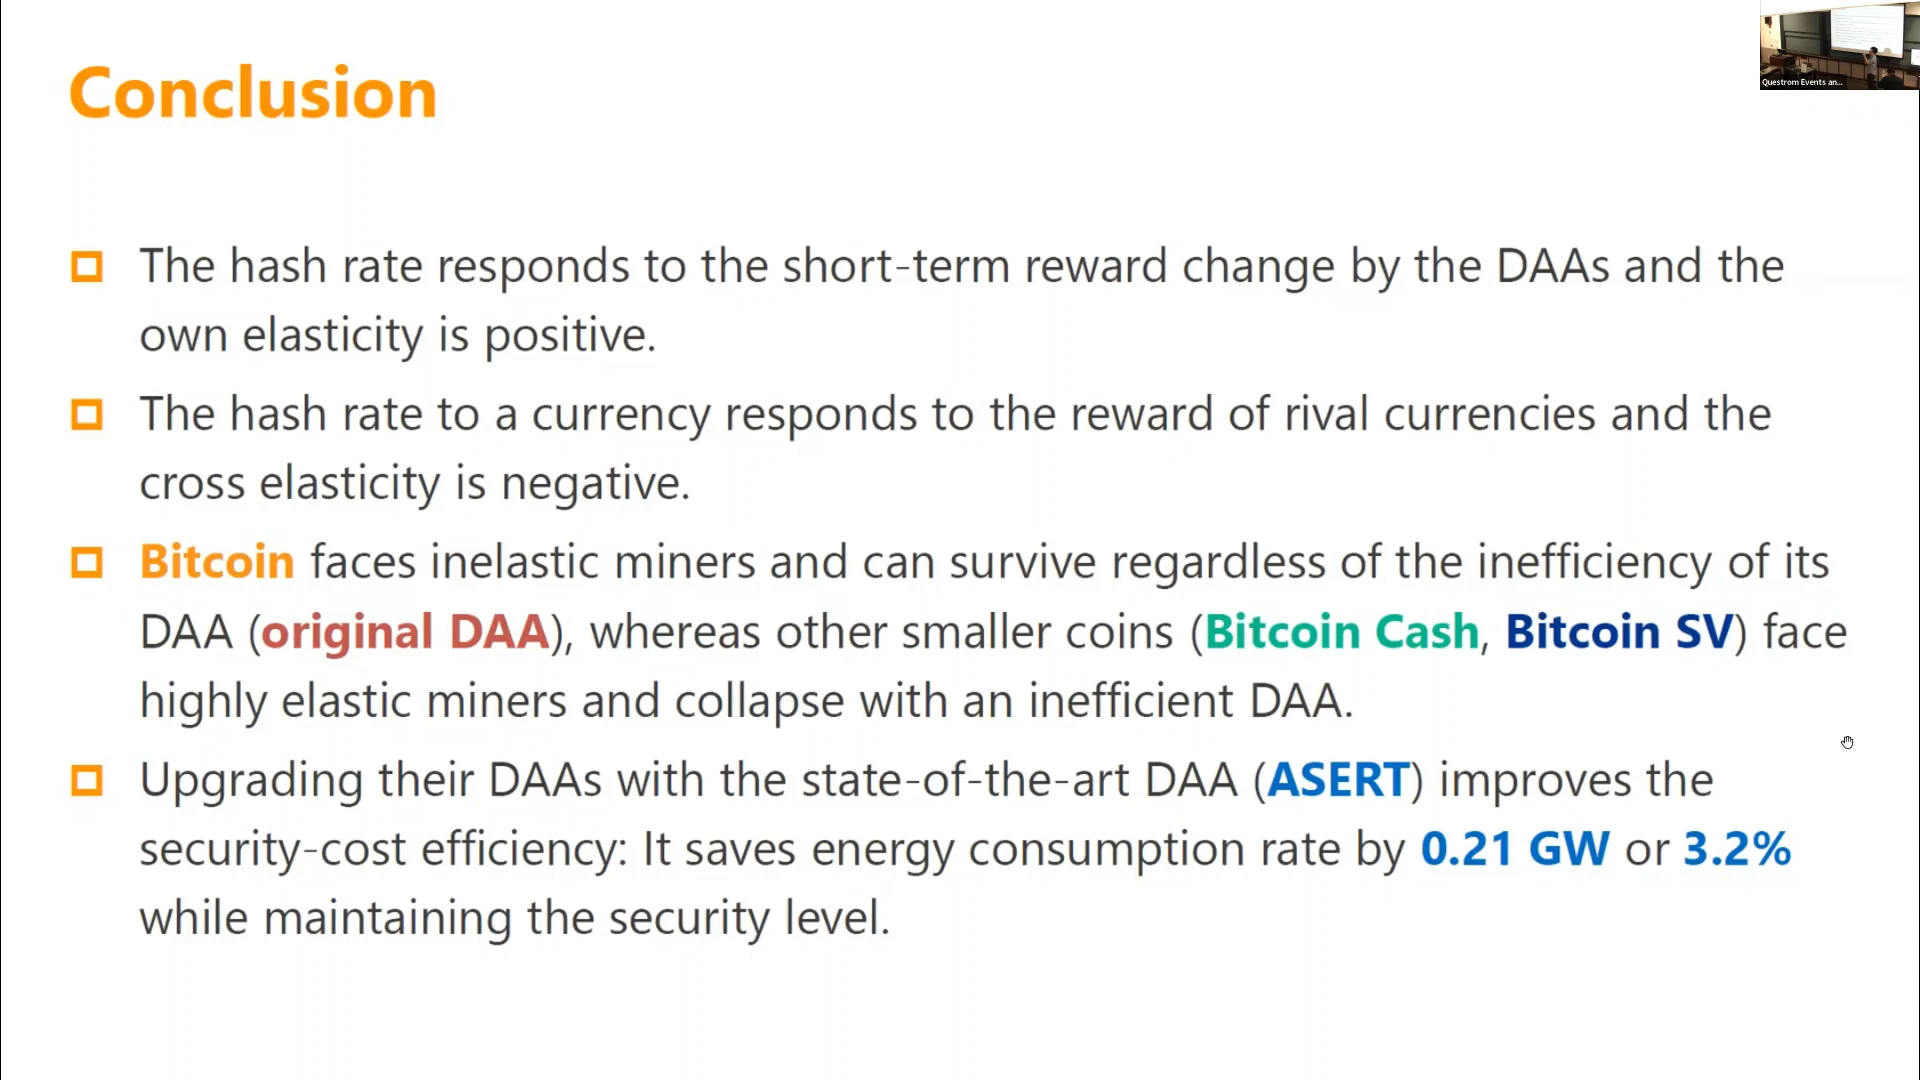 Conclusion
Questrom Events an...
The hash rate responds to the short-term reward change by the DAAs and the
own elasticity is positive.
The hash rate to a currency responds to the reward of rival currencies and the
cross elasticity is negative.
Bitcoin faces inelastic miners and can survive regardless of the inefficiency of its
DAA (original DAA), whereas other smaller coins (Bitcoin Cash, Bitcoin SV) face
highly elastic miners and collapse with an inefficient DAA.
Upgrading their DAAs with the state-of-the-art DAA (ASERT) improves the
security-cost efficiency: It saves energy consumption rate by 0.21 GW or 3.2%
while maintaining the security level.